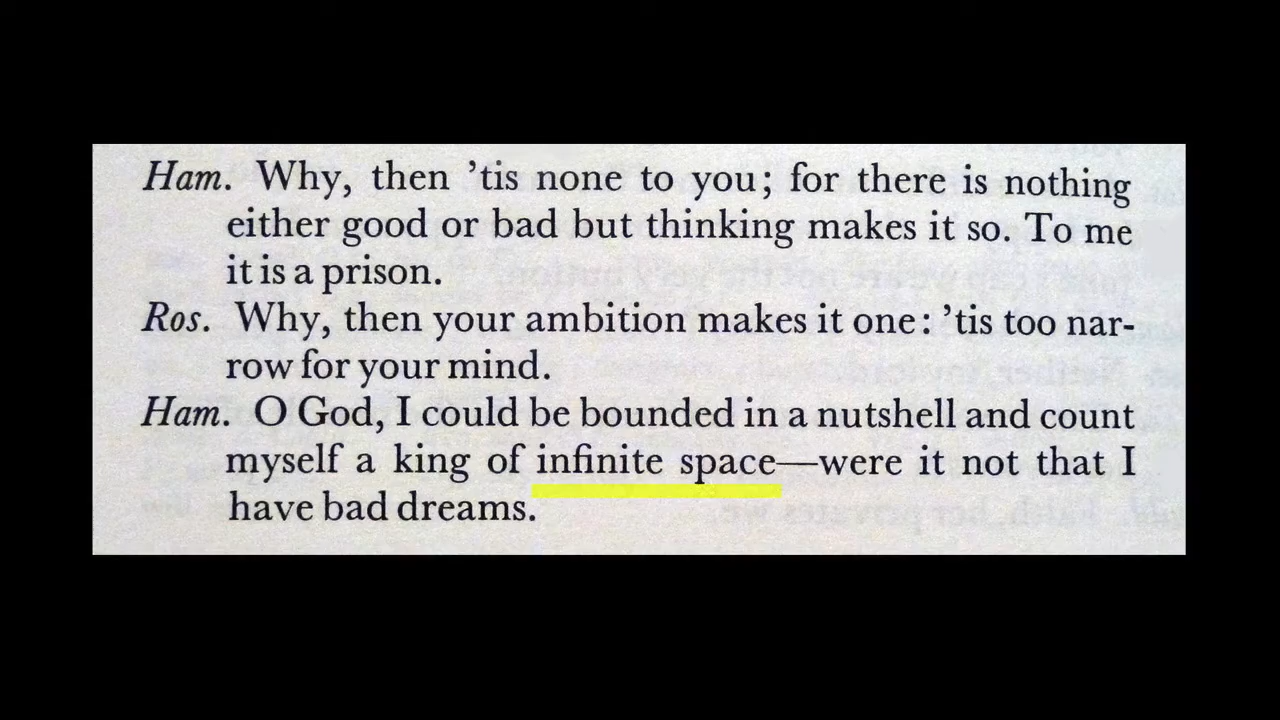 Ham. Why, then ’tis none to you; for there is nothing
either good or bad but thinking makes it so. To me
it is a prison.
Ros. Why, then your ambition makes it one: ’tis too nar-
row for your mind.
Ham. O God, I could be bounded in a nutshell and count
myself a king of infinite space—were it not that I
have bad dreams.